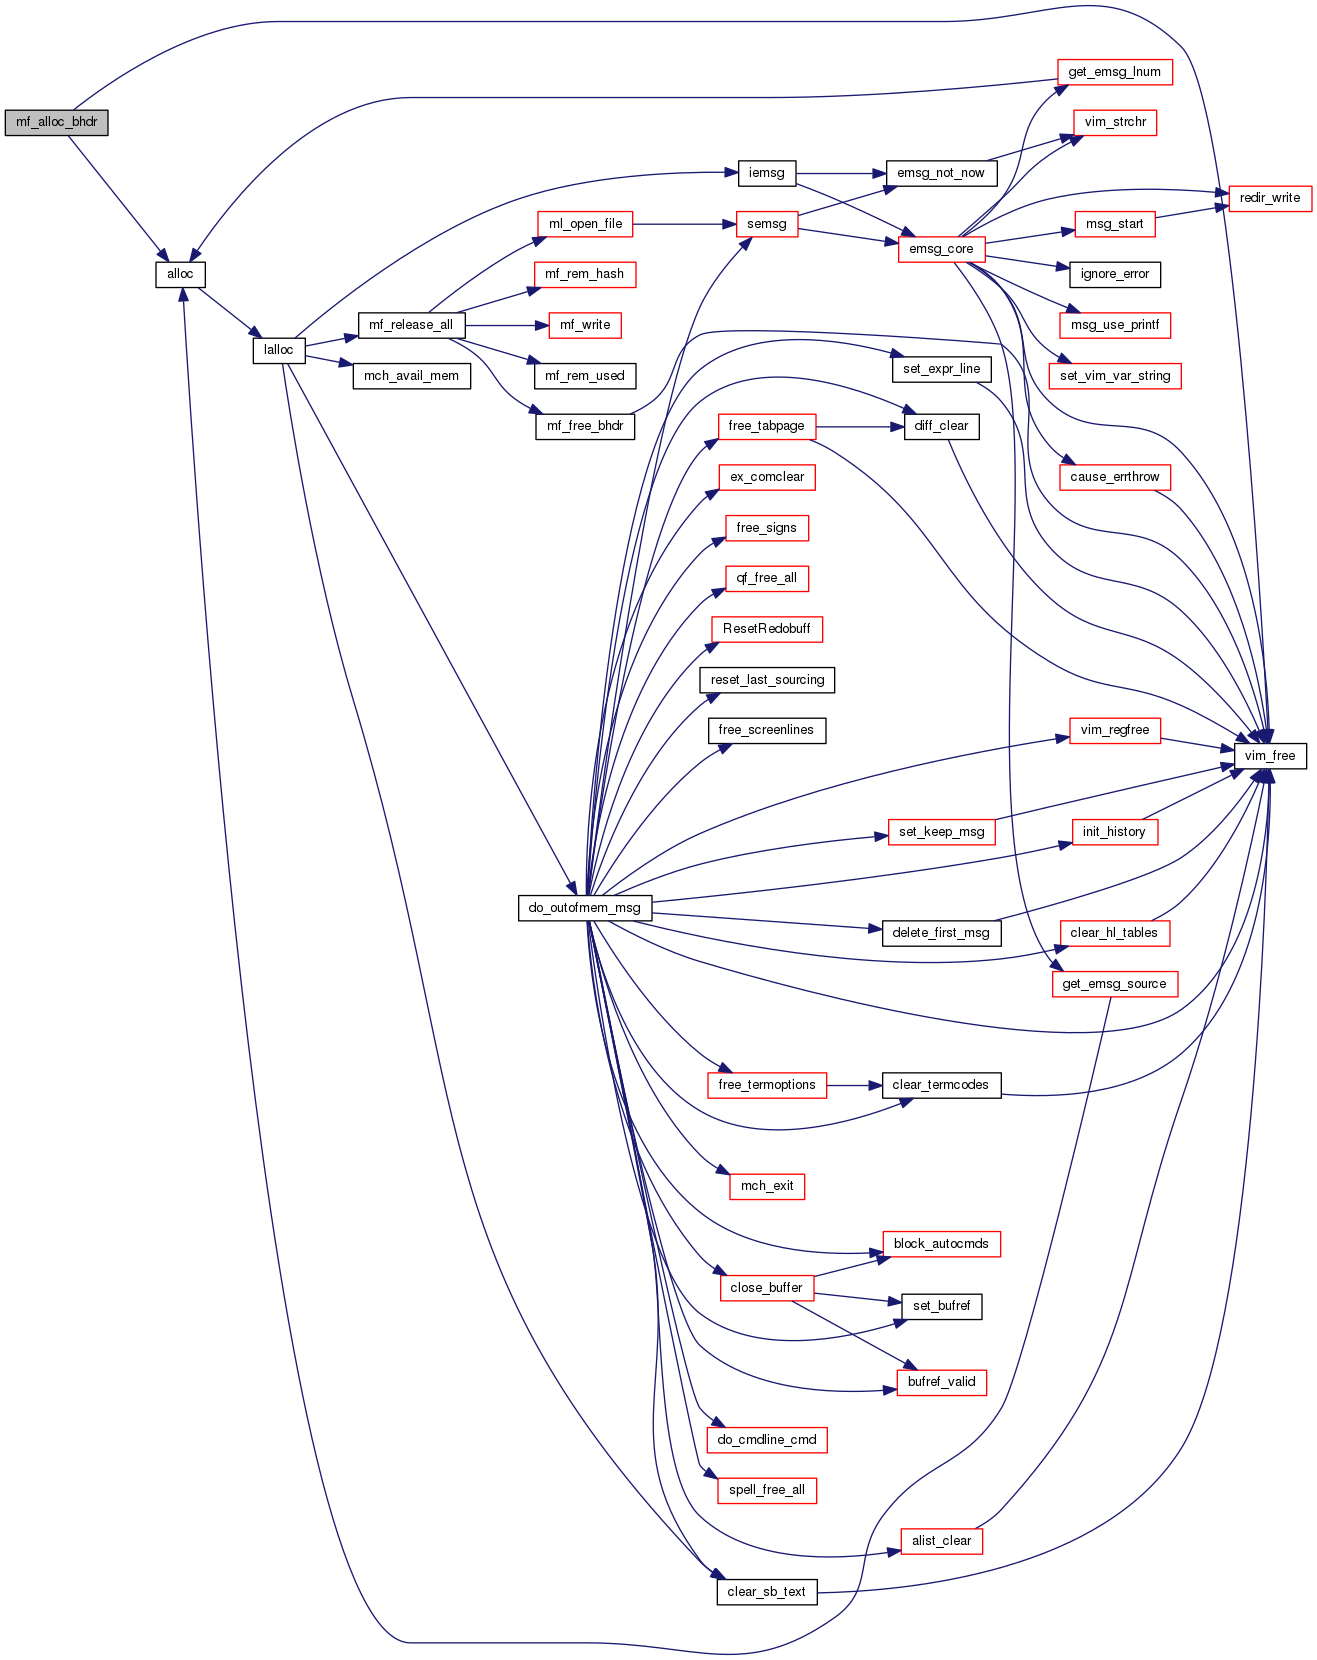 get_emsg_lnum
mf_alloc_bhdr
vim_strchr
iemsg
emsg_not_now
redir_write
ml_open_file
semsg
msg_start
emsg_core
alloc
mf_rem_hash
ignore_error
mf_release_all
mf_write
msg_use_printf
lalloc
set_expr_line
mch_avail_mem
mf_rem_used
set_vim_var_string
mf_free_bhdr
free_tabpage
diff_clear
ex_comclear
cause_errthrow
free_signs
qf_free_all
ResetRedobuff
reset_last_sourcing
free_screenlines
vim_regfree
vim_free
set_keep_msg
init_history
do_outofmem_msg
delete_first_msg
clear_hl_tables
get_emsg_source
free_termoptions
clear_termcodes
mch_exit
block_autocmds
close_buffer
set_bufref
bufref_valid
do_cmdline_cmd
spell_free_all
alist_clear
clear_sb_text